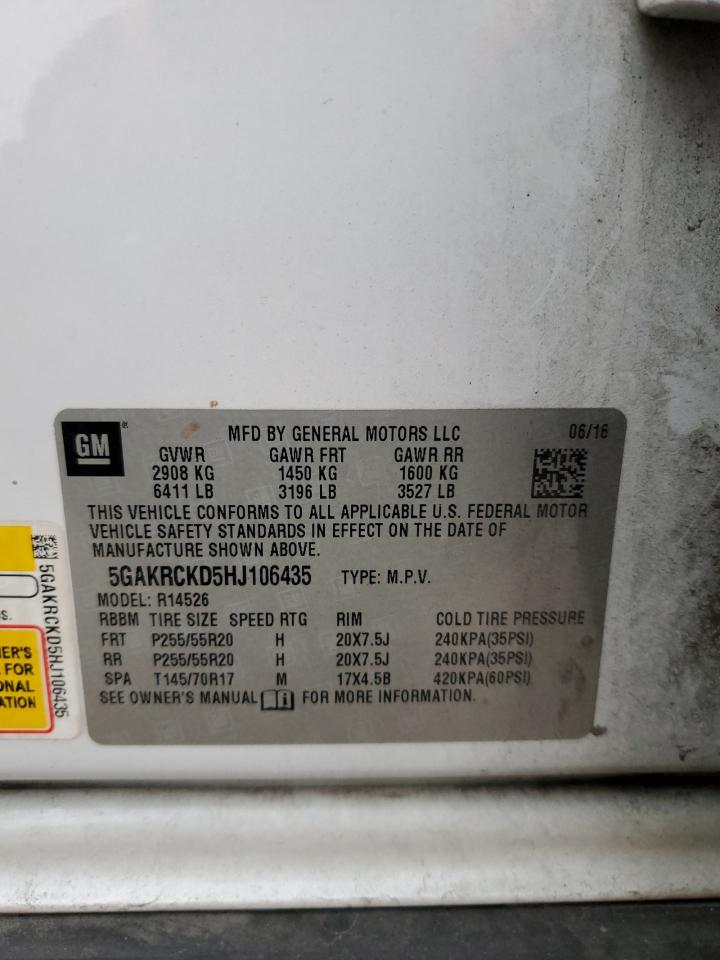 GM
MFD BY GENERAL MOTORS LLC 06/16
GVWR GAWR FRT GAWR RR
2908 KG 1450 KG 1600 KG
6411 LB 3196 LB 3527 LB
THIS VEHICLE CONFORMS TO ALL APPLICABLE U.S. FEDERAL MOTOR
VEHICLE SAFETY STANDARDS IN EFFECT ON THE DATE OF
MANUFACTURE SHOWN ABOVE.
5GAKRCKD5HJ106435 TYPE: M.P.V.
MODEL: R14526
RBBM TIRE SIZE SPEED RTG RIM COLD TIRE PRESSURE
FRT P255/55R20 H 20X7.5J 240KPA(35PSI)
RR P255/55R20 H 20X7.5J 240KPA(35PSI)
SPA T145/70R17 M 17X4.5B 420KPA(60PSI)
SEE OWNER'S MANUAL FOR MORE INFORMATION.
5GAKRCKD5HJ106435
S.
ER'S
FOR
ONAL
ATION